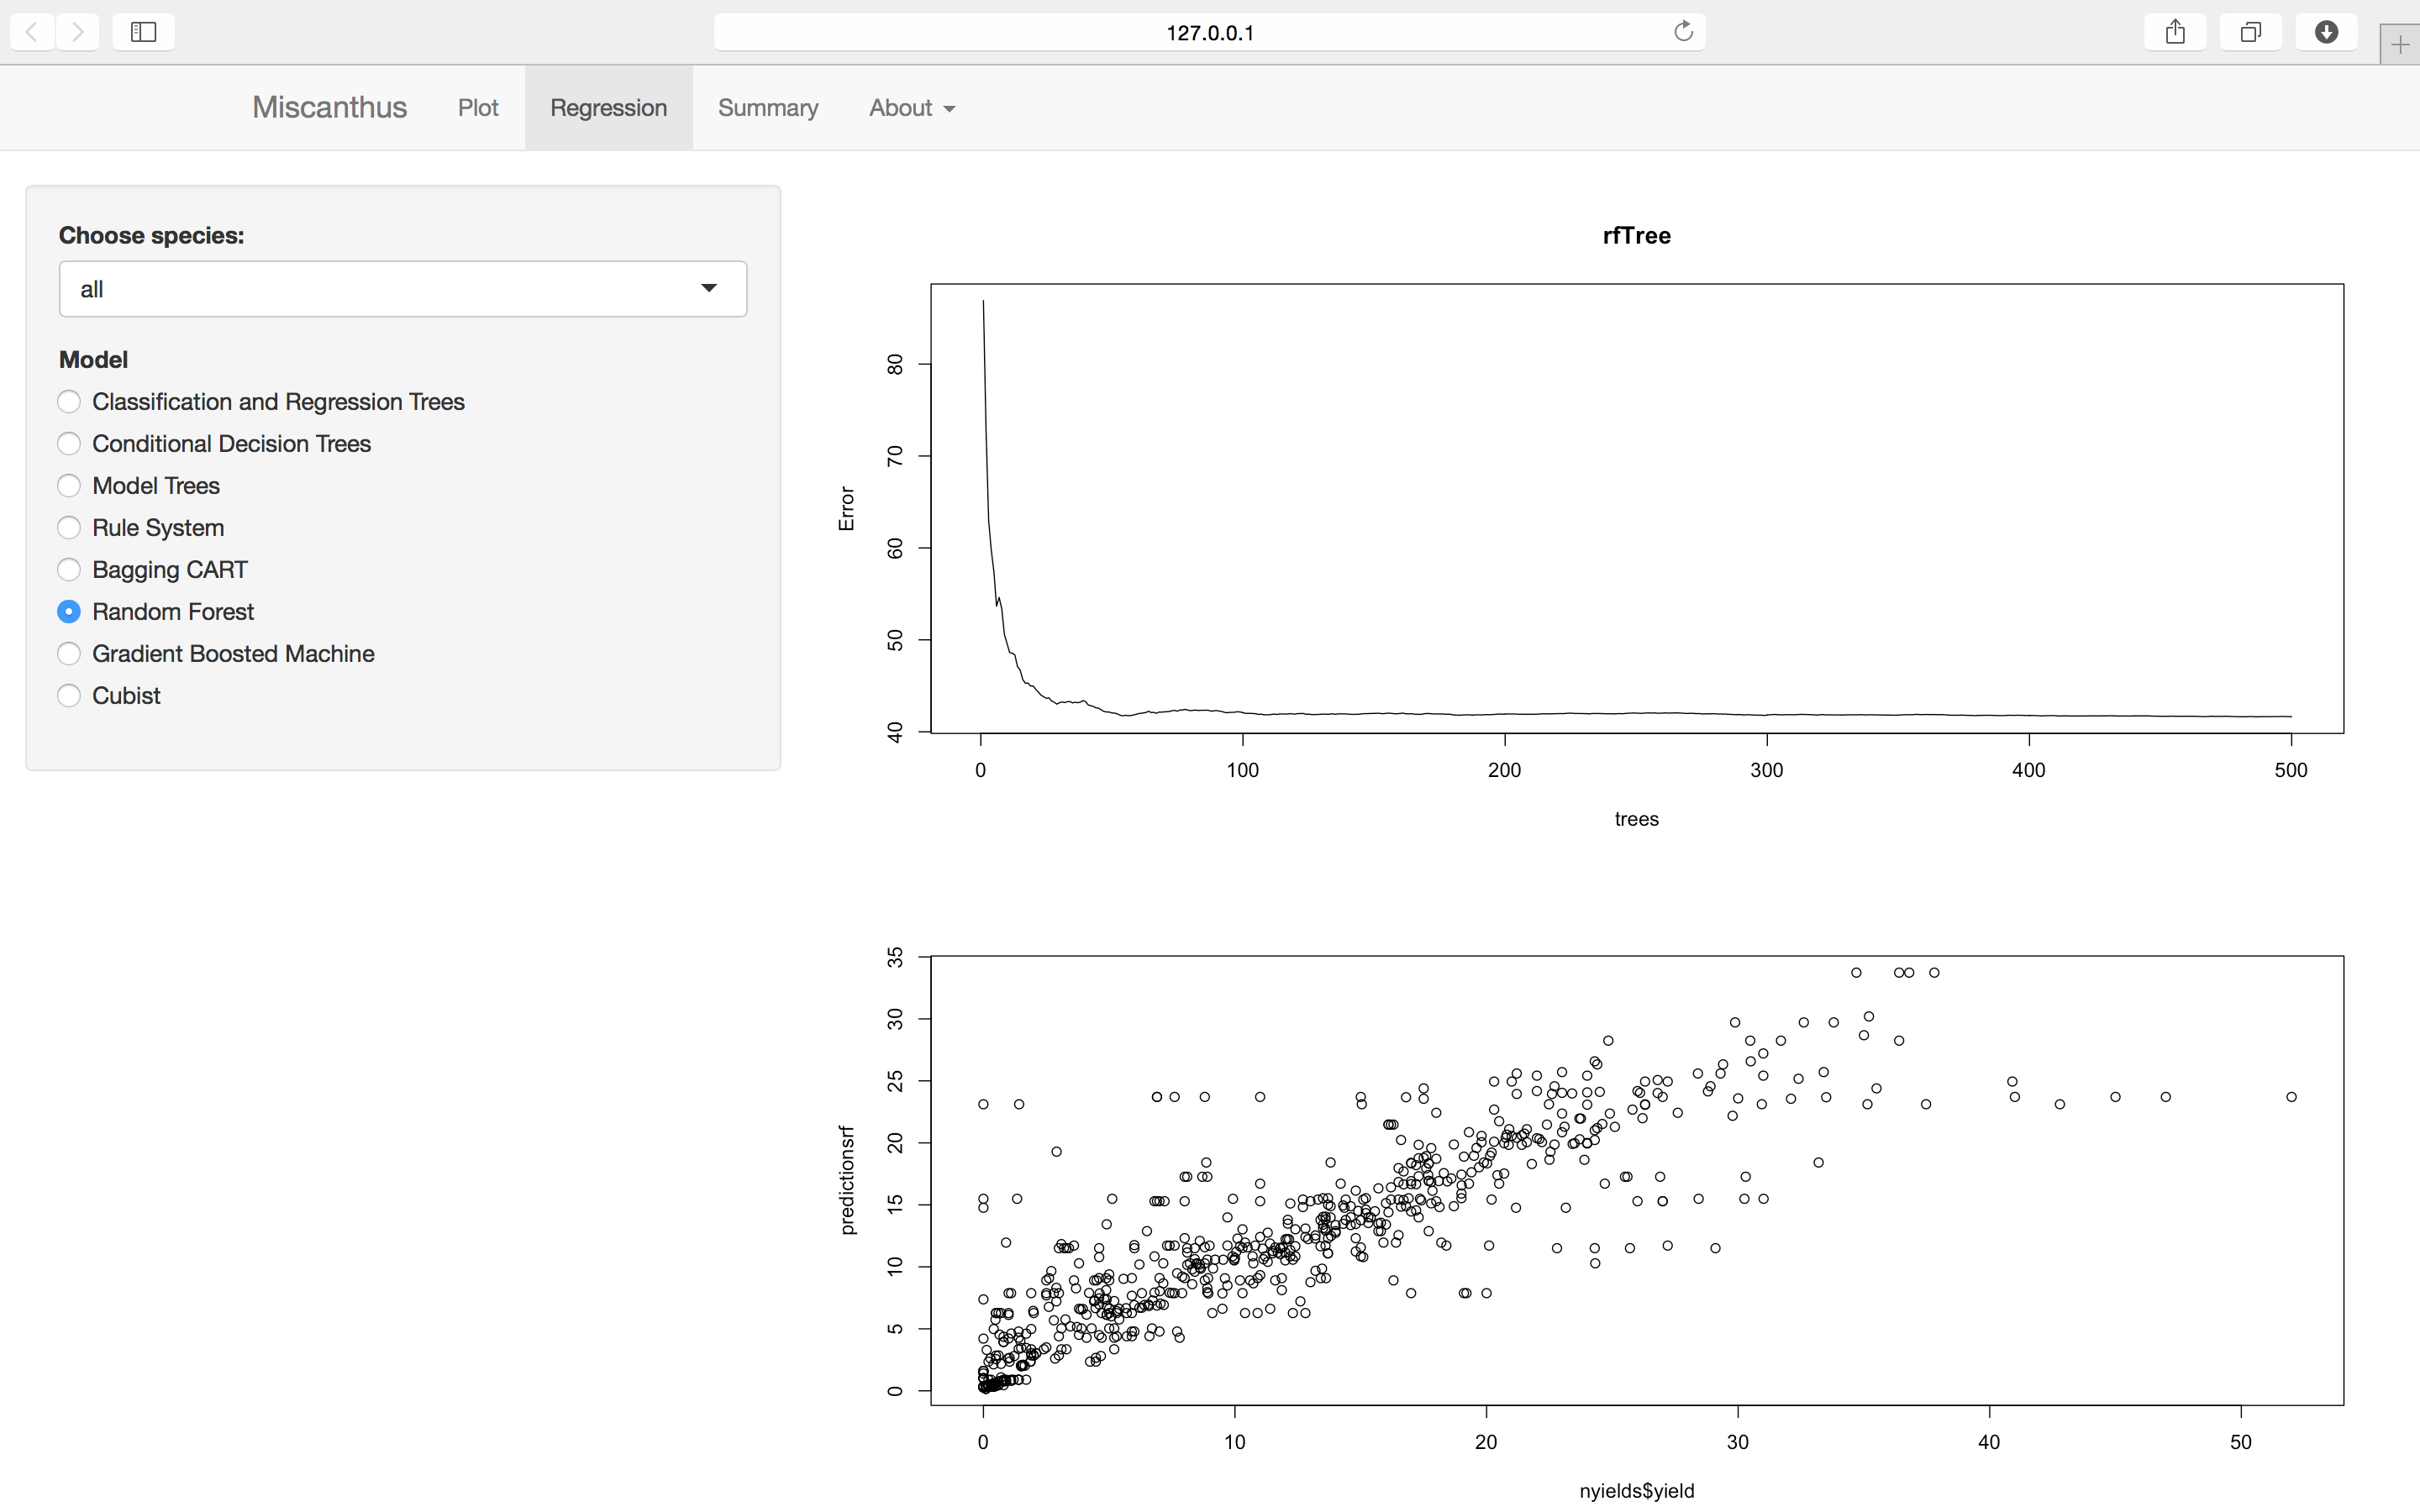 127.0.0.1
Miscanthus Plot Regression Summary About
Choose species:
all
Model
Classification and Regression Trees
Conditional Decision Trees
Model Trees
Rule System
Bagging CART
Random Forest
Gradient Boosted Machine
Cubist
rfTree
Error
80
70
60
50
40
0 100 200 300 400 500
trees
predictionsrf
35
30
25
20
15
10
5
0
0 10 20 30 40 50
nyields$yield